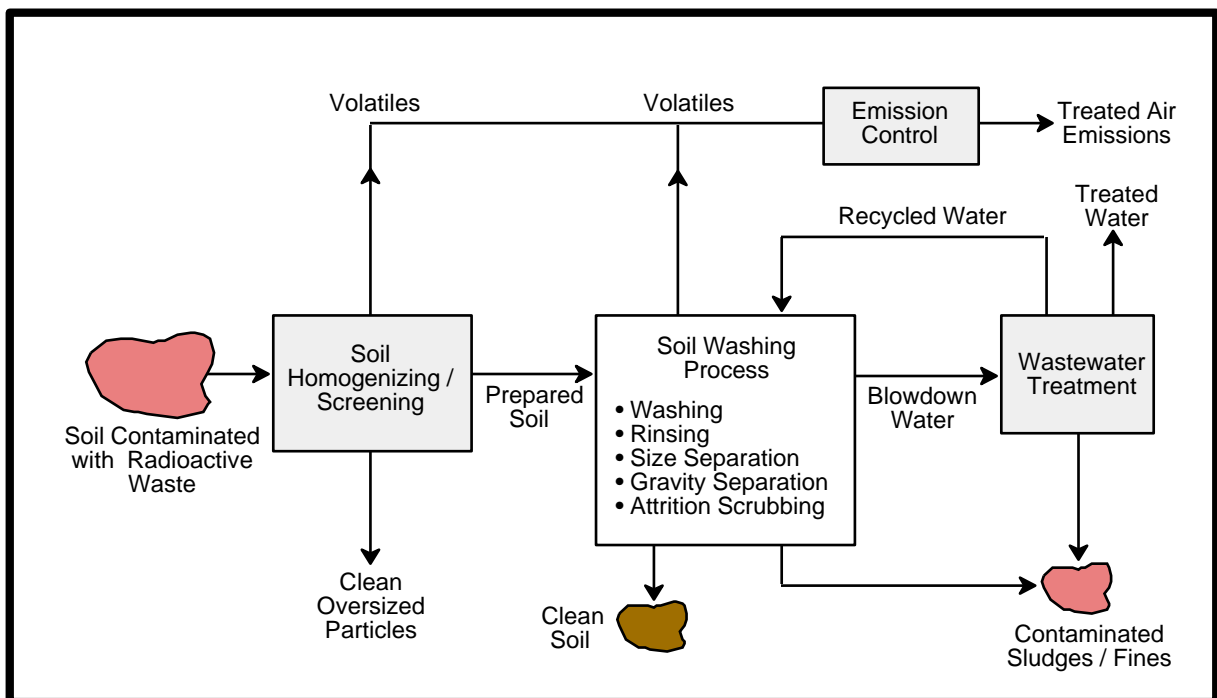 Volatiles
Volatiles
Emission
Control
Treated Air
Emissions
Recycled Water
Treated
Water
Soil
Homogenizing /
Screening
Soil Contaminated
with Radioactive
Waste
Prepared
Soil
Soil Washing
Process
• Washing
• Rinsing
• Size Separation
• Gravity Separation
• Attrition Scrubbing
Blowdown
Water
Wastewater
Treatment
Clean
Oversized
Particles
Clean
Soil
Contaminated
Sludges / Fines